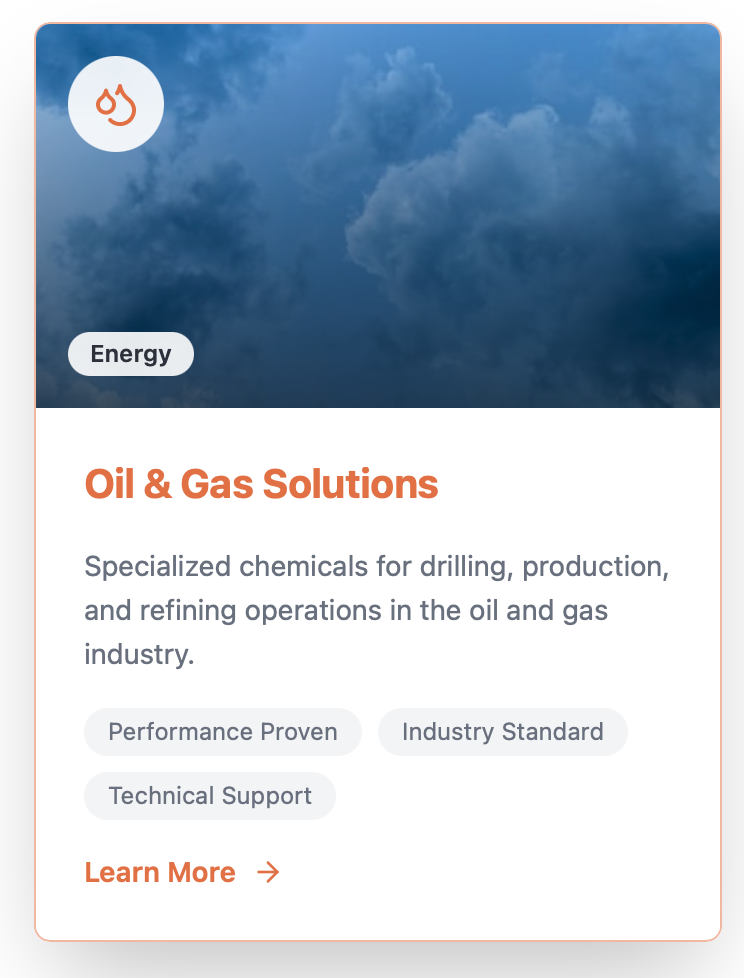 Energy
Oil & Gas Solutions
Specialized chemicals for drilling, production,
and refining operations in the oil and gas
industry.
Performance Proven
Industry Standard
Technical Support
Learn More